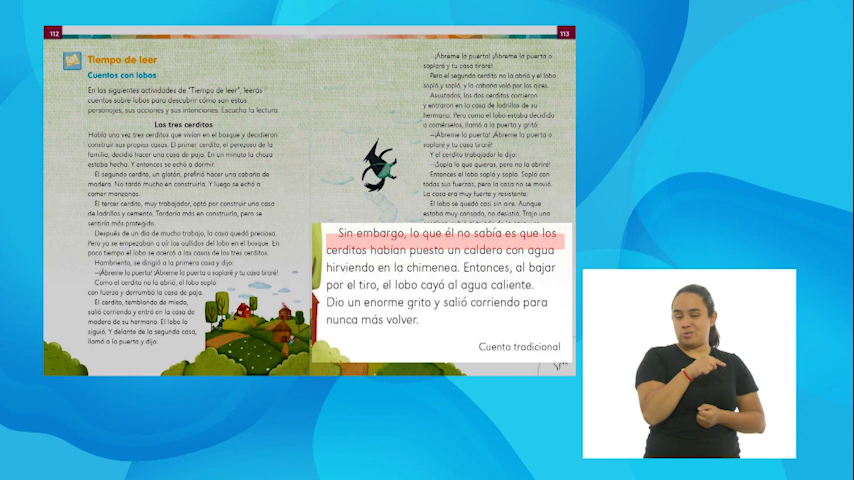 112
Tiempo de leer
Cuentos con lobos
En las siguientes actividades de "Tiempo de leer", leerás
cuentos sobre lobos para descubrir cómo son estos
personajes, sus acciones y sus intenciones. Escucha la lectura.
Los tres cerditos
Había una vez tres cerditos que vivían en el bosque y decidieron
construir sus propias casas. El primer cerdito, el perezoso de la
familia, decidió hacer una casa de paja. En un minuto la choza
estaba hecha. Y entonces se echó a dormir.
El segundo cerdito, un glotón, prefirió hacer una cabaña de
madera. No tardó mucho en construirla. Y luego se echó a
comer manzanas.
El tercer cerdito, muy trabajador, optó por construir una casa
de ladrillos y cemento. Tardaría más en construirla, pero se
sentiría más protegido.
Después de un día de mucho trabajo, la casa quedó preciosa.
Pero ya se empezaban a oír los aullidos del lobo en el bosque. En
poco tiempo el lobo se acercó a las casas de los tres cerditos.
Hambriento, se dirigió a la primera casa y dijo:
—¡Ábreme la puerta! ¡Ábreme la puerta o soplaré y tu casa tiraré!
Como el cerdito no la abrió, el lobo sopló
con fuerza y derrumbó la casa de paja.
El cerdito, temblando de miedo,
salió corriendo y entró en la casa de
madera de su hermano. El lobo lo
siguió. Y delante de la segunda casa,
llamó a la puerta y dijo:
113
¡Ábreme la puerta! ¡Ábreme la puerta o
soplaré y tu casa tiraré!
Pero el segundo cerdito no la abrió y el lobo
sopló y sopló, y la cabaña voló por los aires.
Asustados, los dos cerditos corrieron
y entraron en la casa de ladrillos de su
hermano. Pero como el lobo estaba decidido
a comérselos, llamó a la puerta y gritó:
—¡Ábreme la puerta! ¡Ábreme la puerta o
soplaré y tu casa tiraré!
Y el cerdito trabajador le dijo:
—¡Sopla lo que quieras, pero no la abriré!
Entonces el lobo sopló y sopló. Sopló con
todas sus fuerzas, pero la casa no se movió.
La casa era muy fuerte y resistente.
El lobo se quedó casi sin aire. Aunque
estaba muy cansado, no desistió. Trajo una
Sin embargo, lo que él no sabía es que los
cerditos habían puesto un caldero con agua
hirviendo en la chimenea. Entonces, al bajar
por el tiro, el lobo cayó al agua caliente.
Dio un enorme grito y salió corriendo para
nunca más volver.
Cuento tradicional